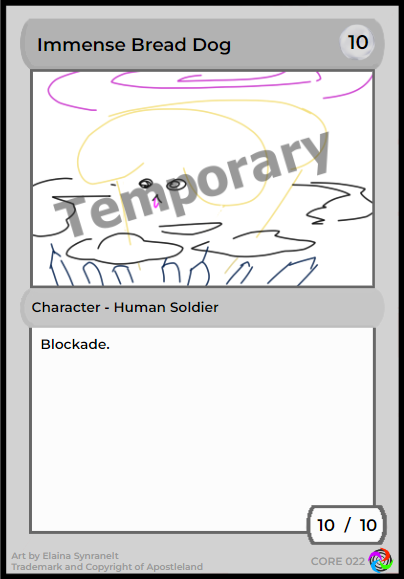 Immense Bread Dog
10
Temporary
Character - Human Soldier
Blockade.
10 / 10
Art by Elaina Synranelt
Trademark and Copyright of Apostleland
CORE 022